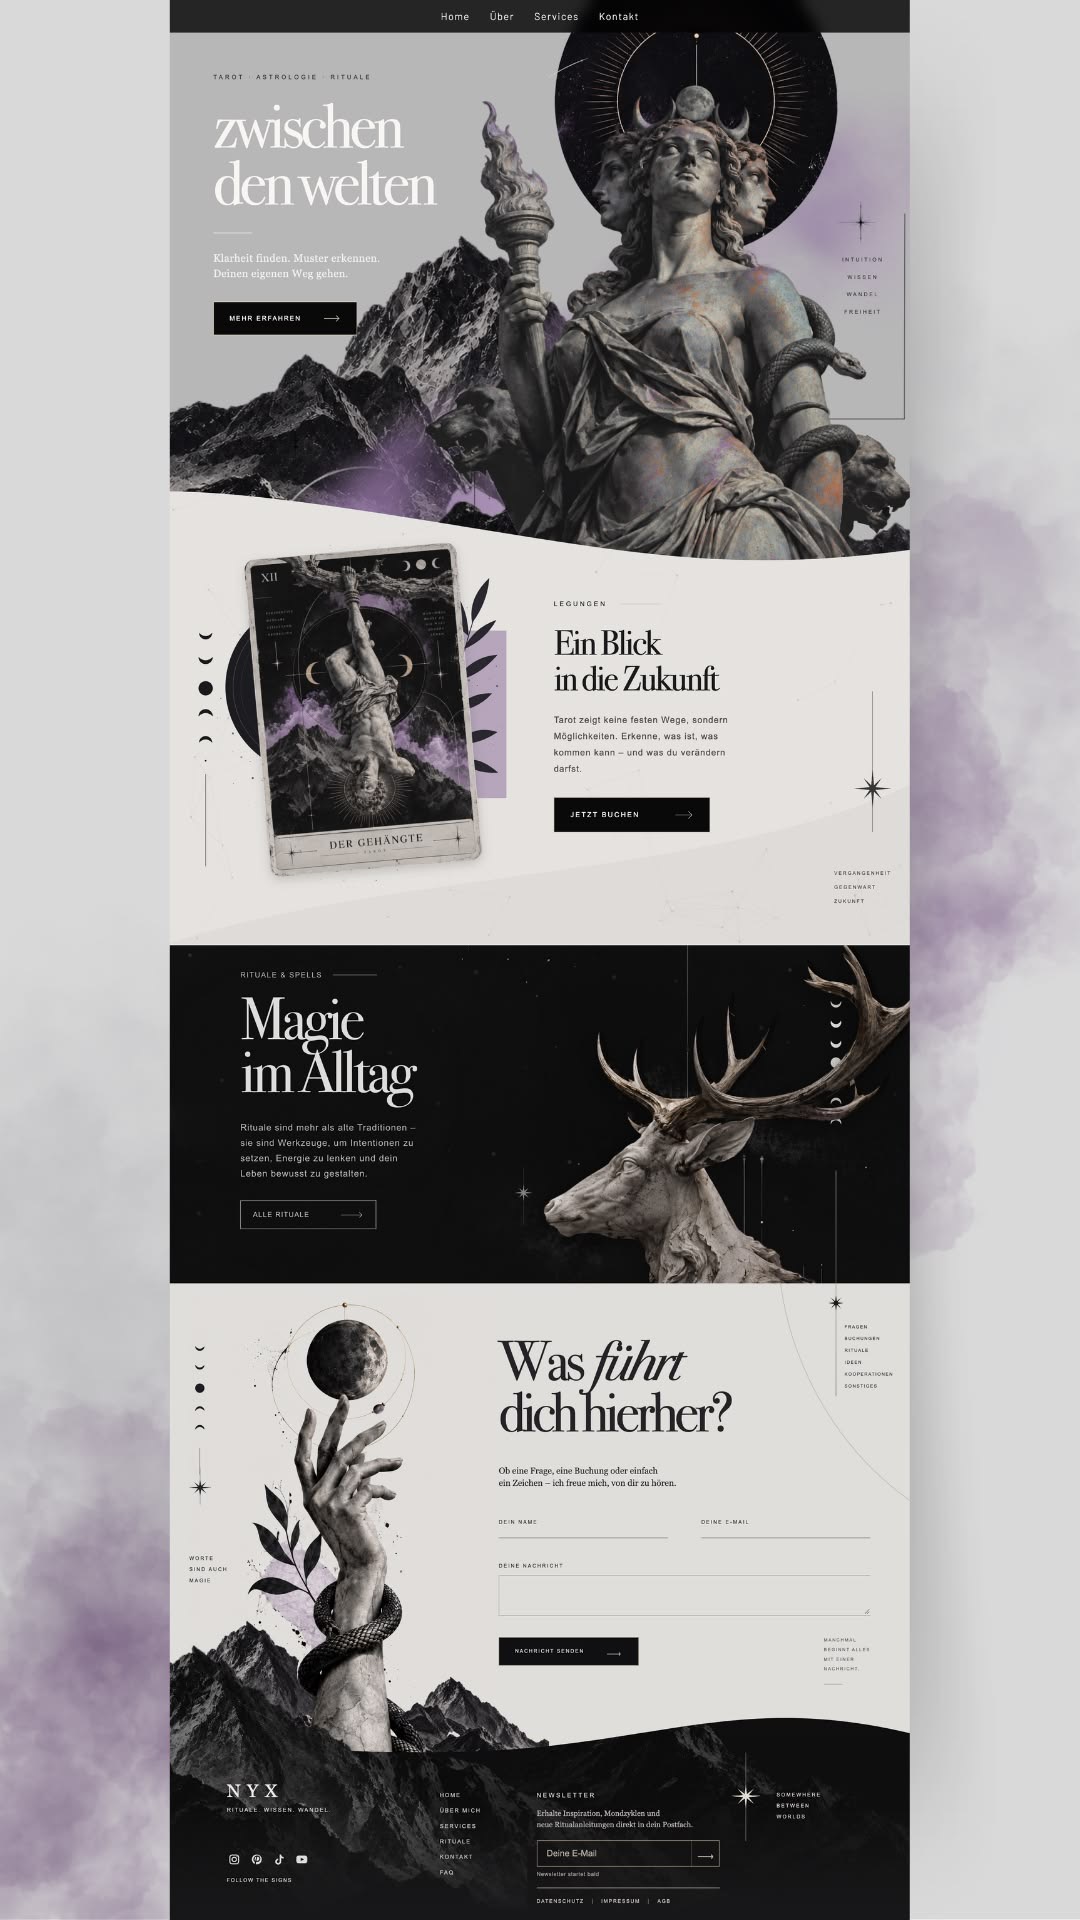 Home Über Services Kontakt
TAROT · ASTROLOGIE · RITUALE
zwischen
den welten
Klarheit finden. Muster erkennen.
Deinen eigenen Weg gehen.
MEHR ERFAHREN
INTUITION
WISSEN
WANDEL
FREIHEIT
XII
DER GEHÄNGTE
LEGUNGEN
Ein Blick
in die Zukunft
Tarot zeigt keine festen Wege, sondern
Möglichkeiten. Erkenne, was ist, was
kommen kann – und was du verändern
darfst.
JETZT BUCHEN
VERGANGENHEIT
GEGENWART
ZUKUNFT
RITUALE & SPELLS
Magie
im Alltag
Rituale sind mehr als alte Traditionen –
sie sind Werkzeuge, um Intentionen zu
setzen, Energie zu lenken und dein
Leben bewusst zu gestalten.
ALLE RITUALE
FRAGEN
BUCHUNGEN
RITUALE
IDEEN
KOOPERATIONEN
SONSTIGES
Was führt
dich hierher?
Ob eine Frage, eine Buchung oder einfach
ein Zeichen – ich freue mich, von dir zu hören.
DEIN NAME
DEINE E-MAIL
DEINE NACHRICHT
WORTE
SIND AUCH
MAGIE
NACHRICHT SENDEN
MANCHMAL
BEGINNT ALLES
MIT EINER
NACHRICHT.
NYX
RITUALE. WISSEN. WANDEL.
FOLLOW THE SIGNS
HOME
ÜBER MICH
SERVICES
RITUALE
KONTAKT
FAQ
NEWSLETTER
Erhalte Inspiration, Mondzyklen und
neue Ritualanleitungen direkt in dein Postfach.
Deine E-Mail
Newsletter startet bald
DATENSCHUTZ | IMPRESSUM | AGB
SOMEWHERE
BETWEEN
WORLDS